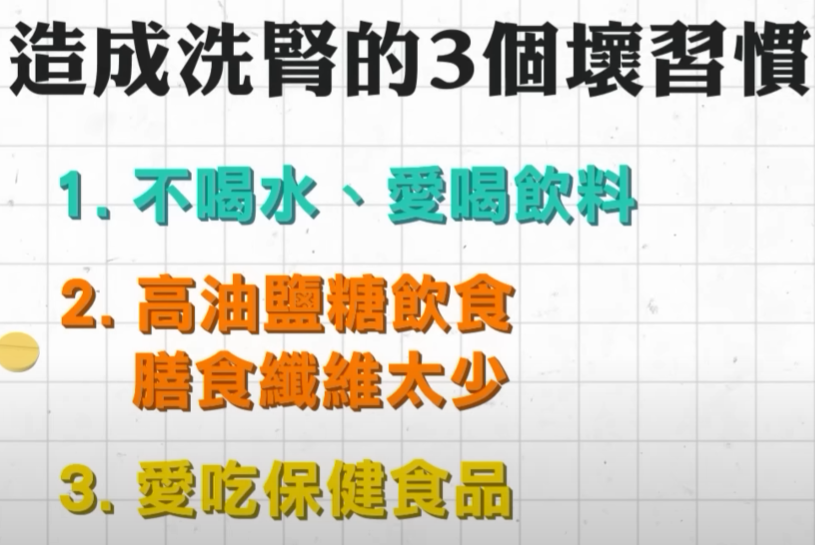 造成洗腎的3個壞習慣
1. 不喝水、愛喝飲料
2. 高油鹽糖飲食
膳食纖維太少
3. 愛吃保健食品